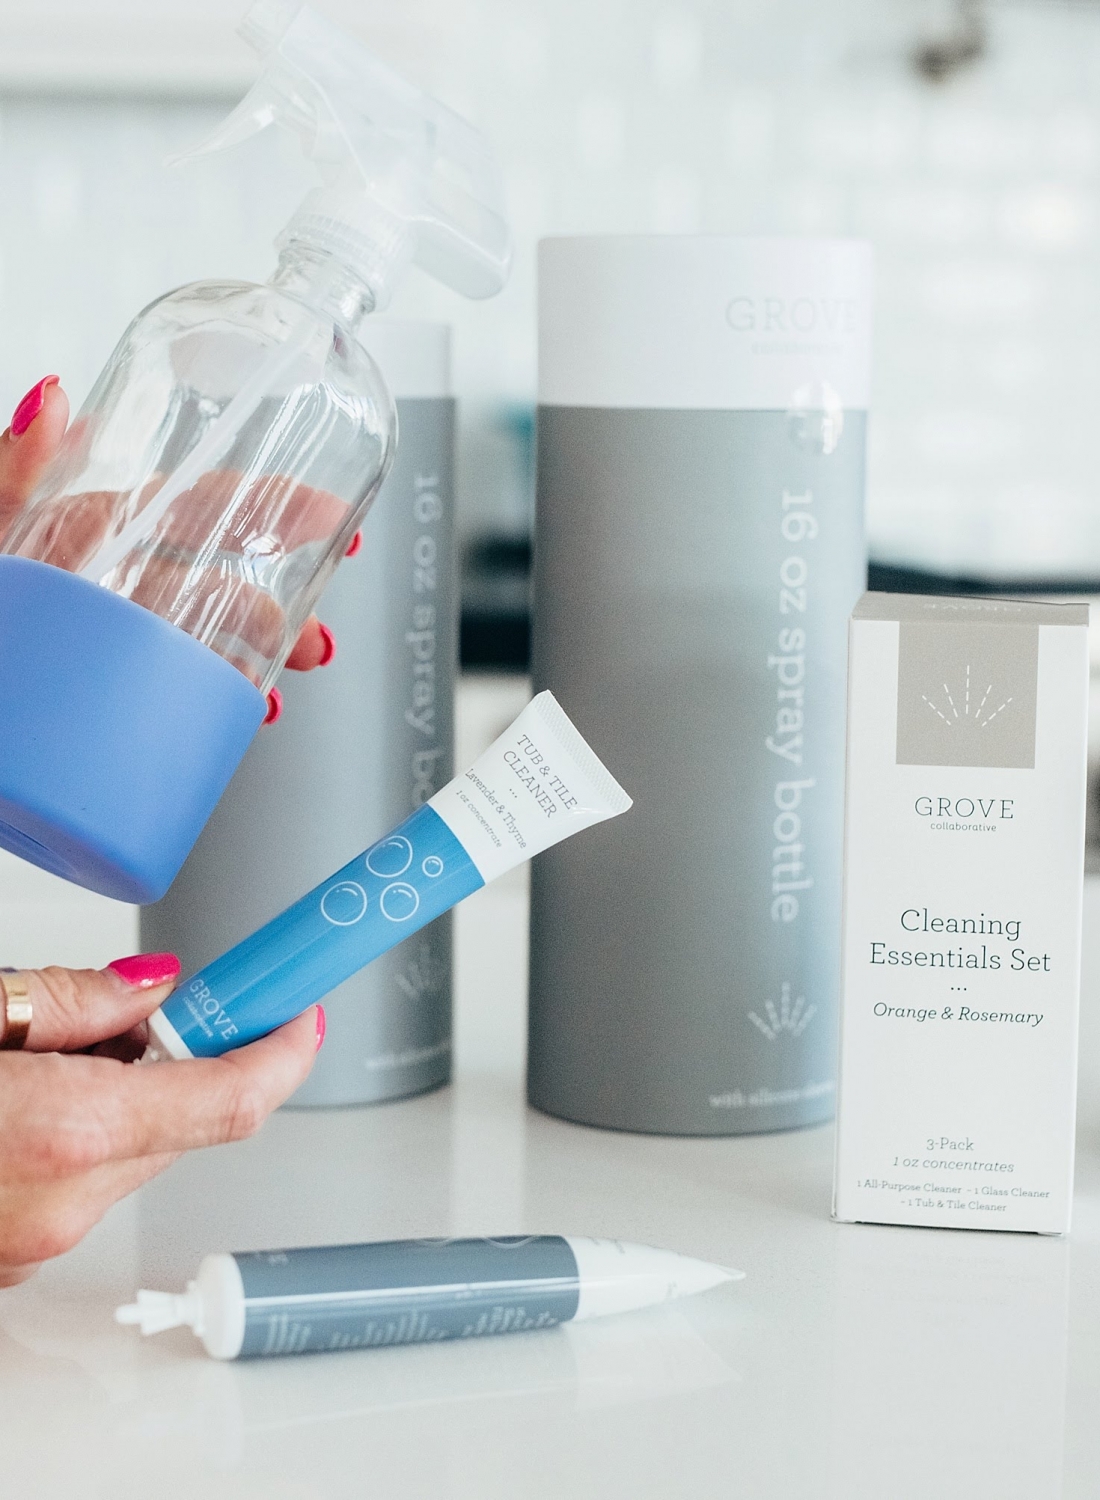 GROVE
16 oz spray bottle
16 oz spray bo
TUB & TILE
CLEANER
...
Lavender & Thyme
1 oz concentrate
GROVE
collaborative
GROVE
collaborative
Cleaning
Essentials Set
...
Orange & Rosemary
3-Pack
1 oz concentrates
1 All-Purpose Cleaner - 1 Glass Cleaner
- 1 Tub & Tile Cleaner